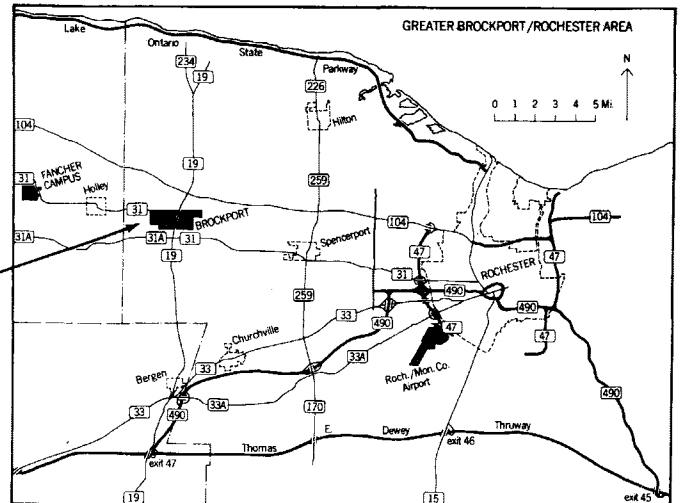 GREATER BROCKPORT/ROCHESTER AREA
Lake
Ontario
State
Parkway
N
0 1 2 3 4 5 Mi.
234
19
226
Hilton
104
19
259
31
FANCHER
CAMPUS
Holley
31
BROCKPORT
104
104
31A
31A
31
Spencerport
47
47
19
31
ROCHESTER
259
490
490
33
490
47
47
Churchville
33
33A
Roch./Mon. Co.
Airport
490
Bergen
33
33A
170
490
exit 47
Thomas
E.
Dewey
Thruway
exit 46
19
15
exit 45